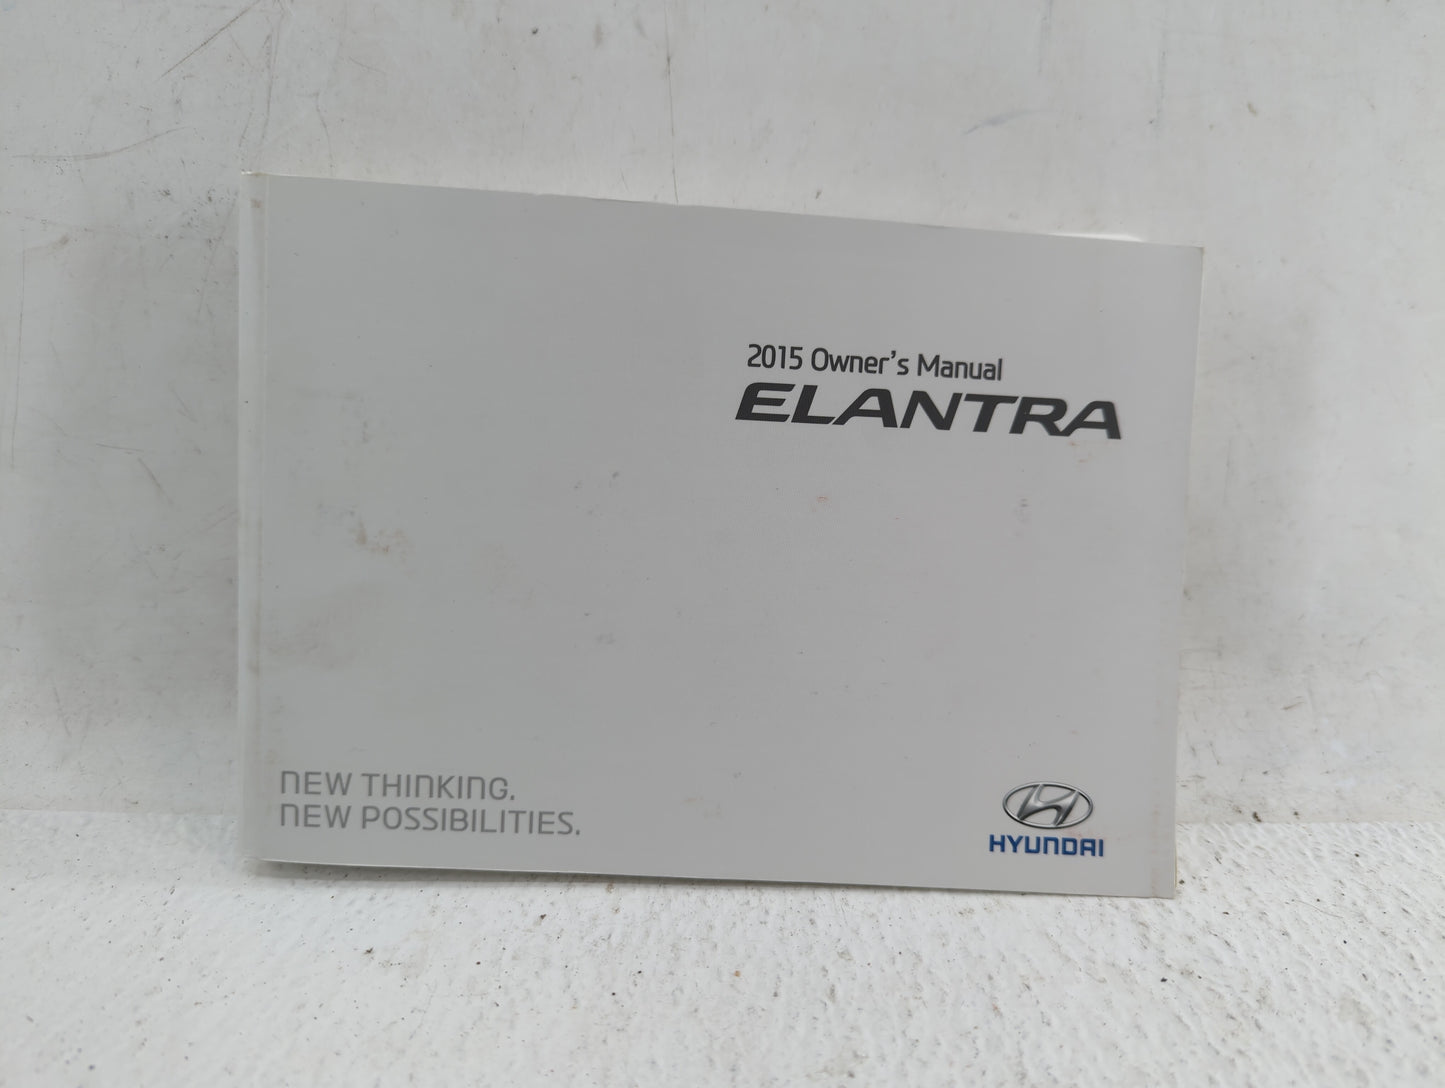 2015 Owner's Manual
ELANTRA
NEW THINKING.
NEW POSSIBILITIES.
HYUNDAI